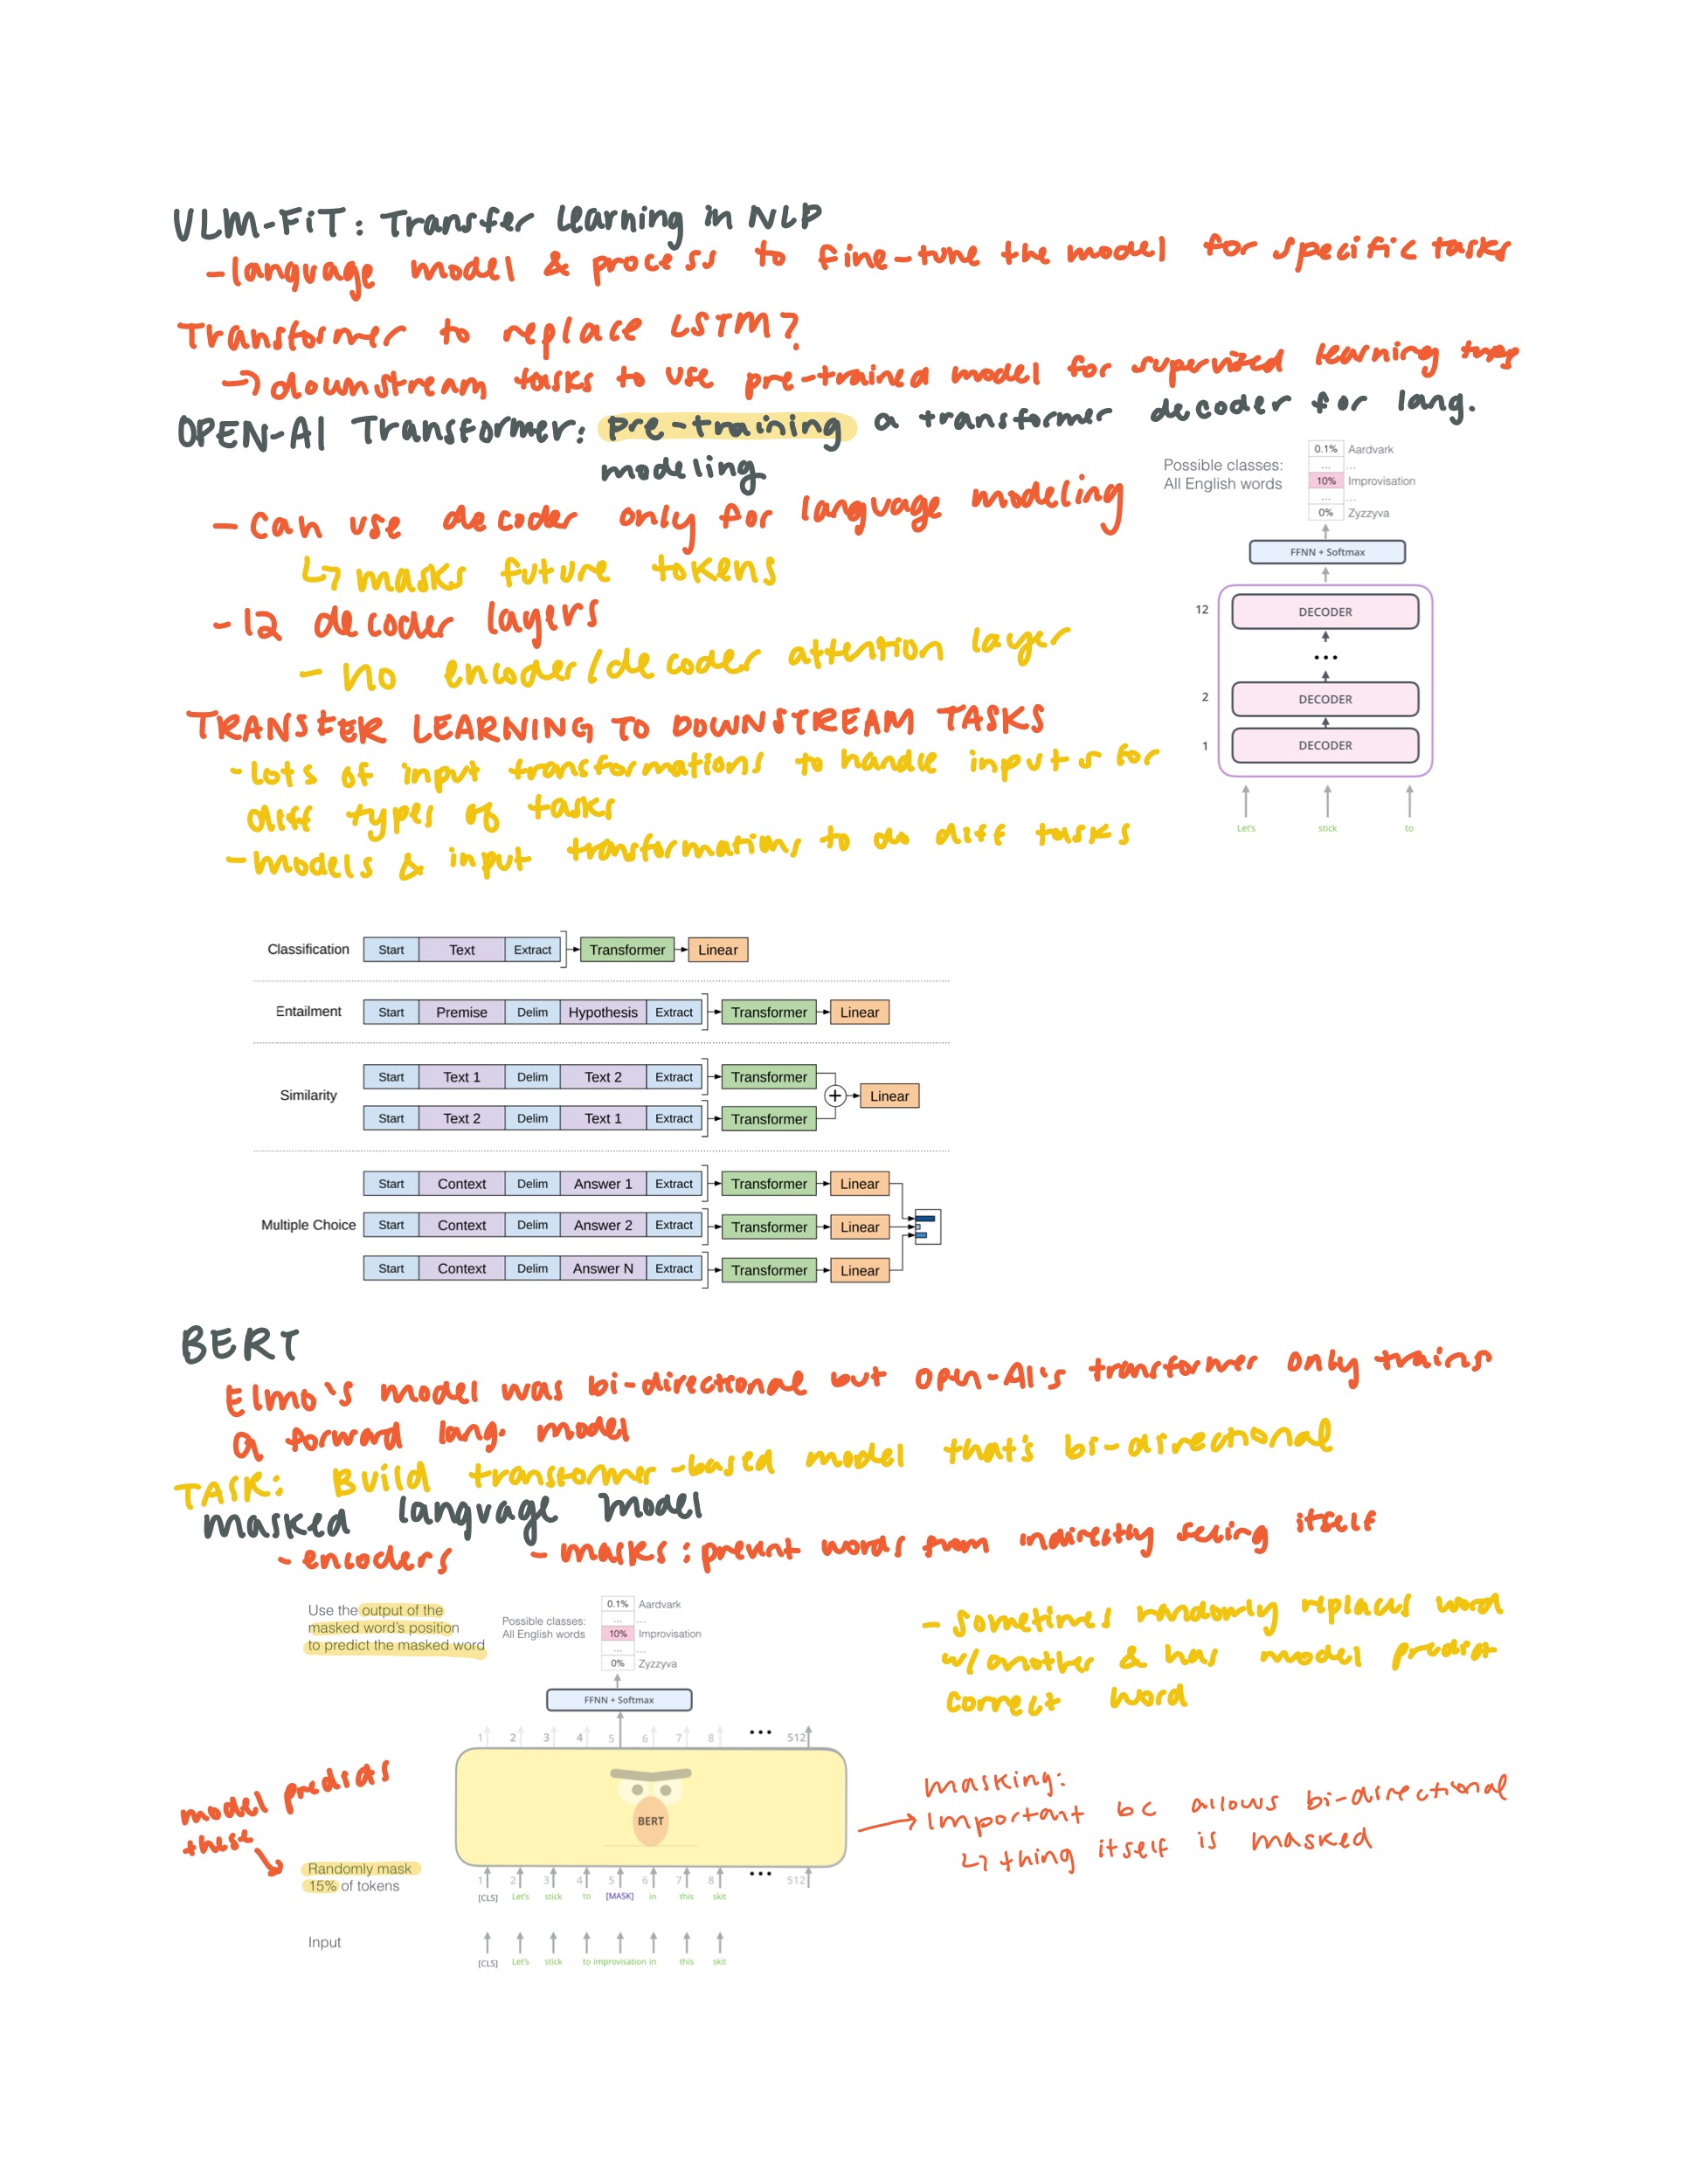 ULM-FiT: Transfer learning in NLP
- language model & process to fine-tune the model for specific tasks
Transformer to replace LSTM?
→ downstream tasks to use pre-trained model for supervised learning
OPEN-AI Transformer: pre-training a transformer decoder for lang.
modeling
- can use decoder only for language modeling
↳ masks future tokens
- 12 decoder layers
- no encoder/decoder attention layer
TRANSFER LEARNING TO DOWNSTREAM TASKS
- lots of input transformations to handle inputs for
diff types of tasks
- models & input transformations to do diff tasks
Possible classes:
All English words
0.1% Aardvark
... ...
10% Improvisation
... ...
0% Zyzzyva
FFNN + Softmax
12 DECODER
...
2 DECODER
1 DECODER
Let's stick to
Classification Start Text Extract Transformer Linear
Entailment Start Premise Delim Hypothesis Extract Transformer Linear
Similarity
Start Text 1 Delim Text 2 Extract Transformer
+ Linear
Start Text 2 Delim Text 1 Extract Transformer
Multiple Choice
Start Context Delim Answer 1 Extract Transformer Linear
Start Context Delim Answer 2 Extract Transformer Linear
Start Context Delim Answer N Extract Transformer Linear
BERT
Elmo's model was bi-directional but open-AI's transformer only trains
a forward lang. model
TASK: Build transformer-based model that's bi-directional
masked language model
- encoders - masks: prevent words from indirectly seeing itself
Use the output of the
masked word's position
to predict the masked word
Possible classes:
All English words
0.1% Aardvark
... ...
10% Improvisation
... ...
0% Zyzzyva
FFNN + Softmax
- sometimes randomly replaces word
w/ another & has model predict
correct word
1 2 3 4 5 6 7 8 ... 512
BERT
model predicts
these
masking:
→ important bc allows bi-directional
↳ thing itself is masked
Randomly mask
15% of tokens
1 2 3 4 5 6 7 8 ... 512
[CLS] Let's stick to [MASK] in this skit
Input
[CLS] Let's stick to improvisation in this skit